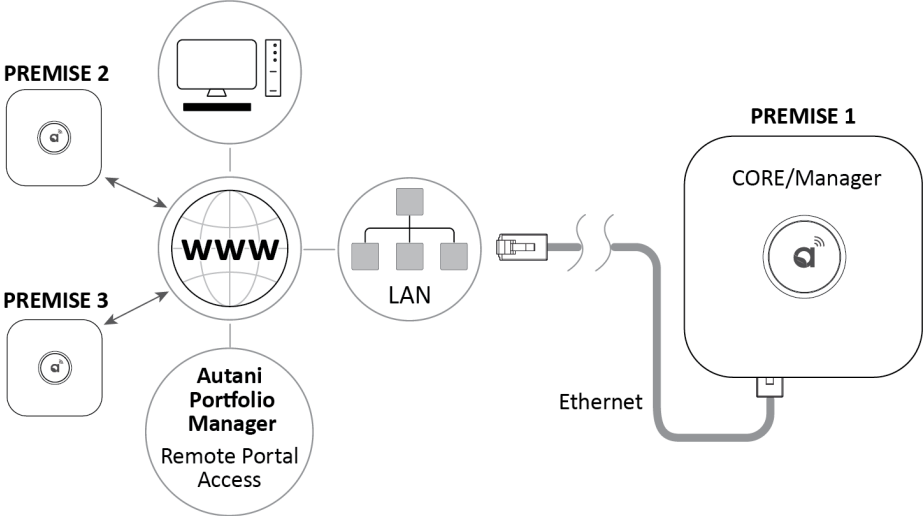 PREMISE 2
PREMISE 1
CORE/Manager
a
a
www
LAN
PREMISE 3
a
Autani
Portfolio
Manager
Remote Portal
Access
Ethernet